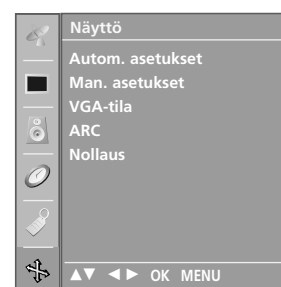 Näyttö
Autom. asetukset
Man. asetukset
VGA-tila
ARC
Nollaus
▲▼ ◄► OK MENU